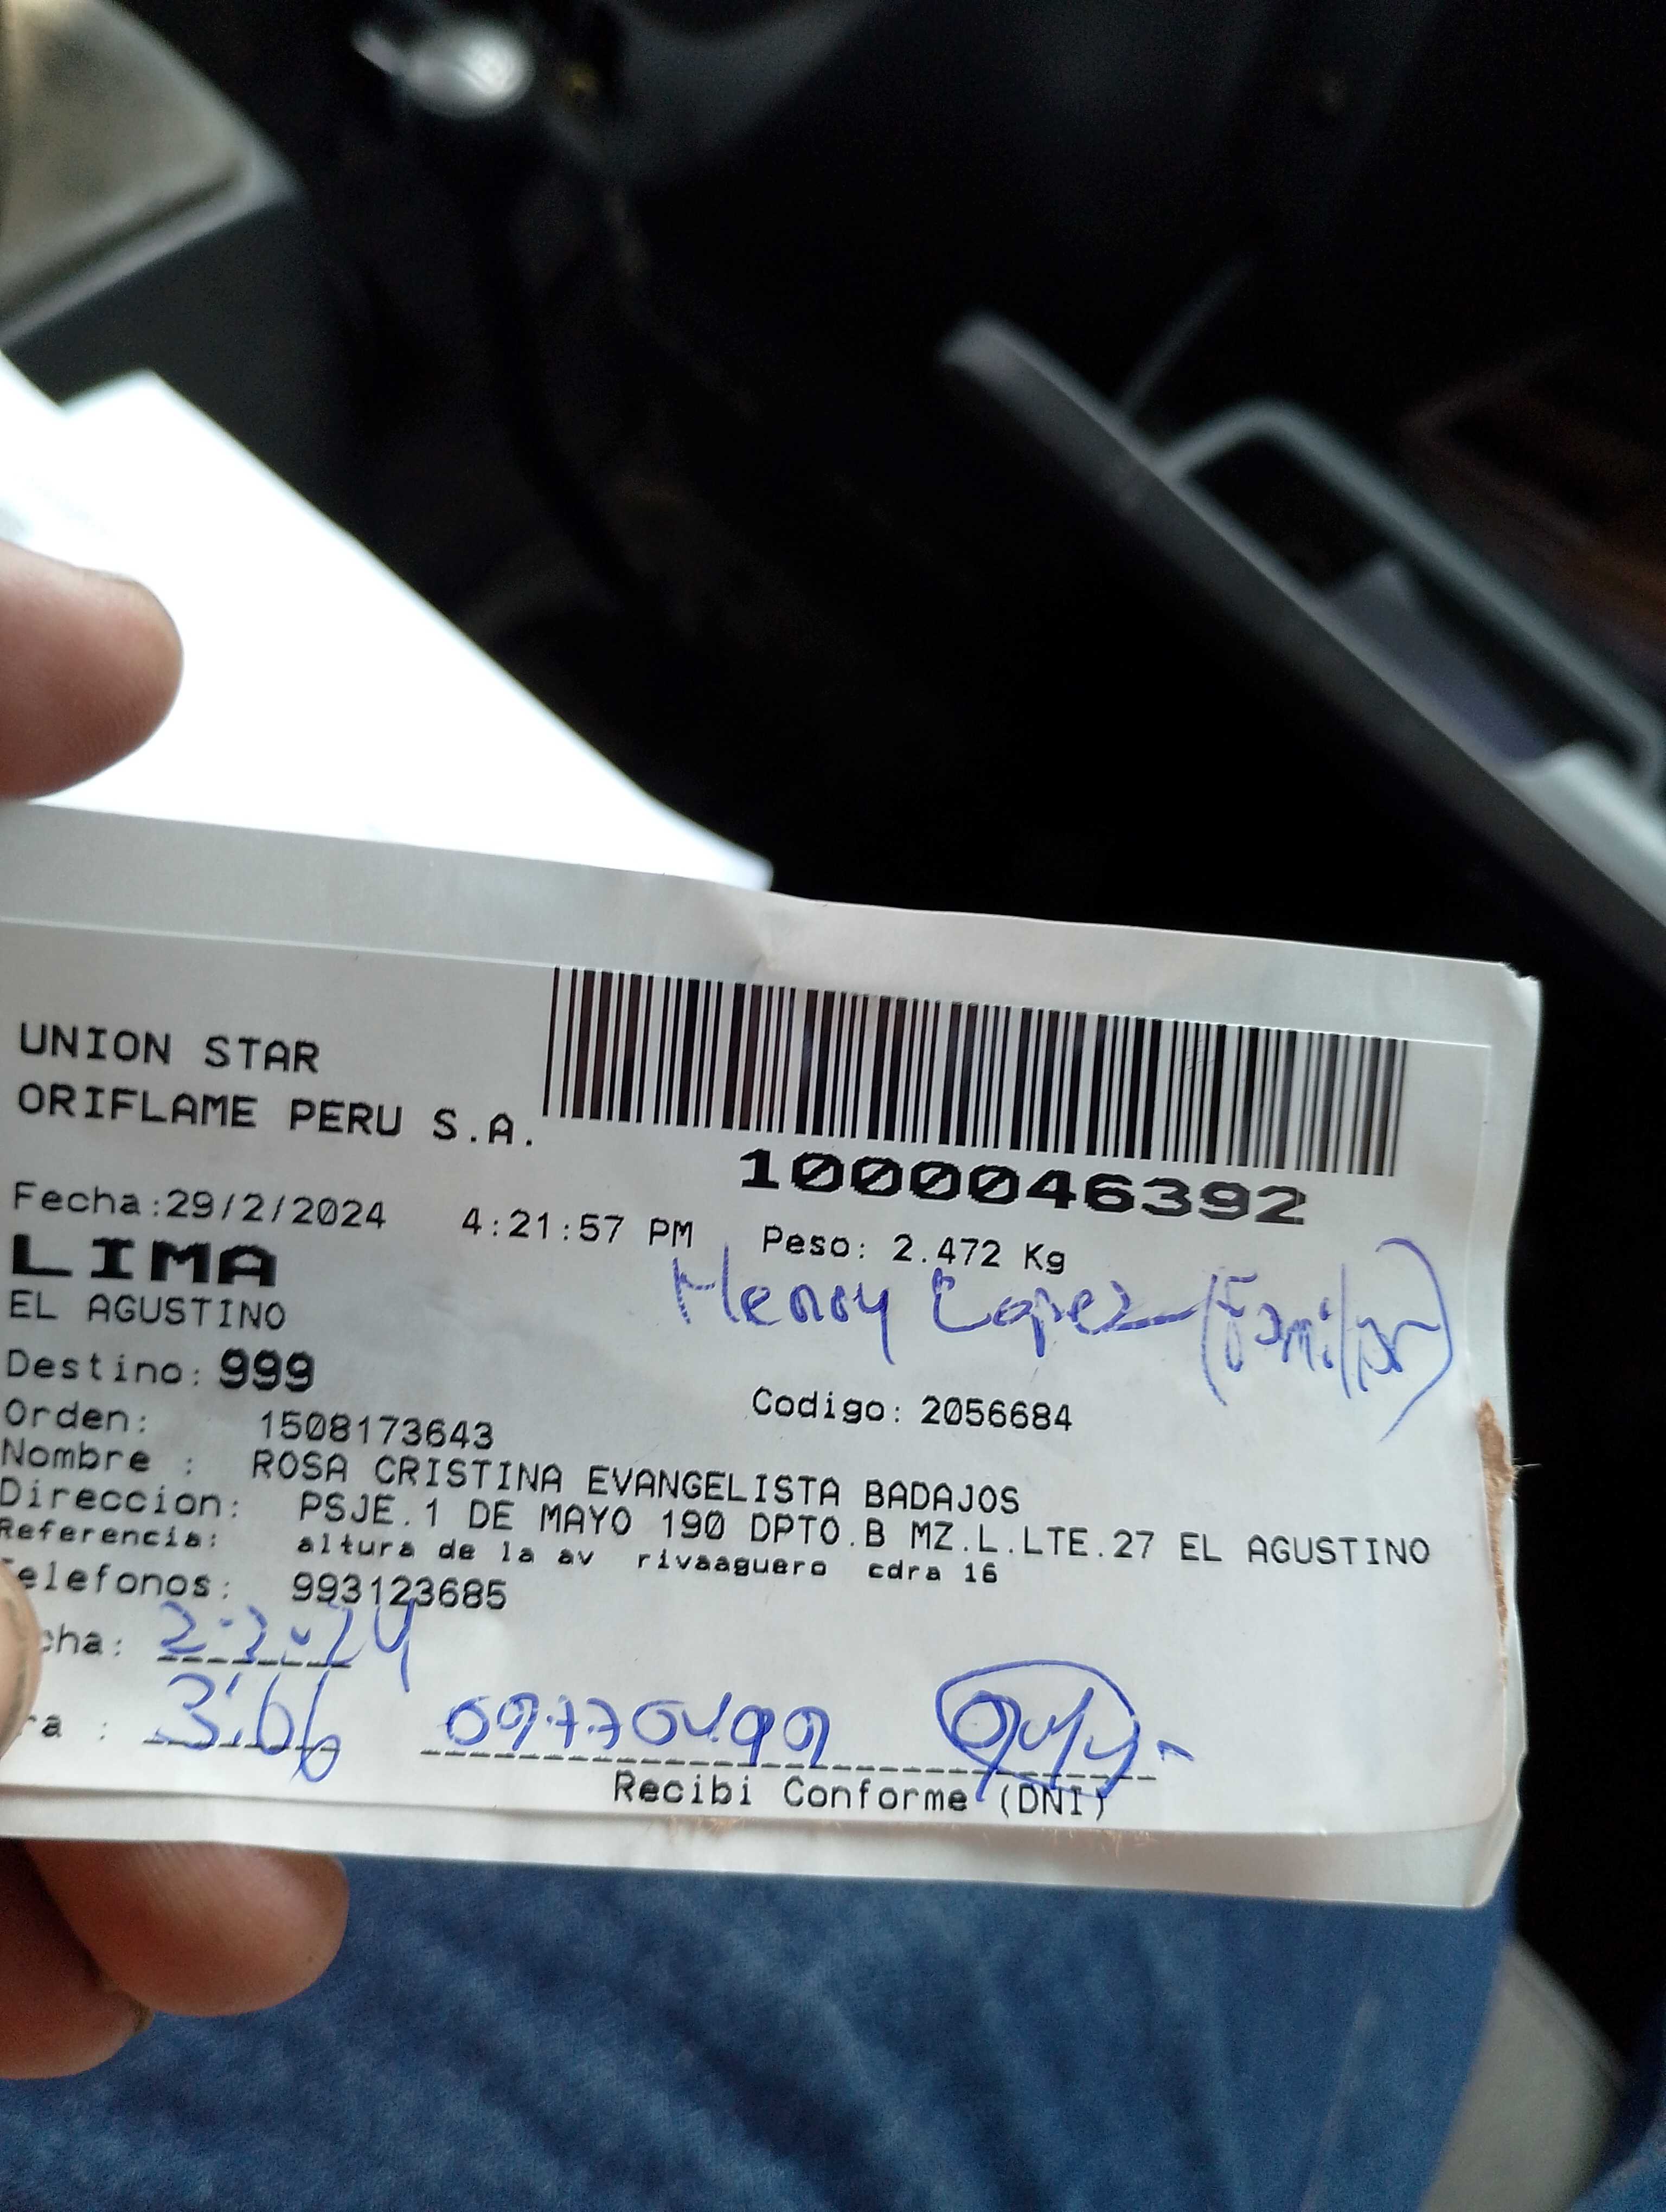 UNION STAR
ORIFLAME PERU S.A.
1000046392
Fecha:29/2/2024 4:21:57 PM Peso: 2.472 Kg
LIMA
Henry Lopez (Familiar)
EL AGUSTINO
Destino: 999
Codigo: 2056684
Orden: 1508173643
Nombre : ROSA CRISTINA EVANGELISTA BADAJOS
Direccion: PSJE.1 DE MAYO 190 DPTO.B MZ.L.LTE.27 EL AGUSTINO
Referencia: altura de la av rivaaguero cdra 16
elefonos: 993123685
cha:
ra : 3:06 09770499
Recibi Conforme (DNI)